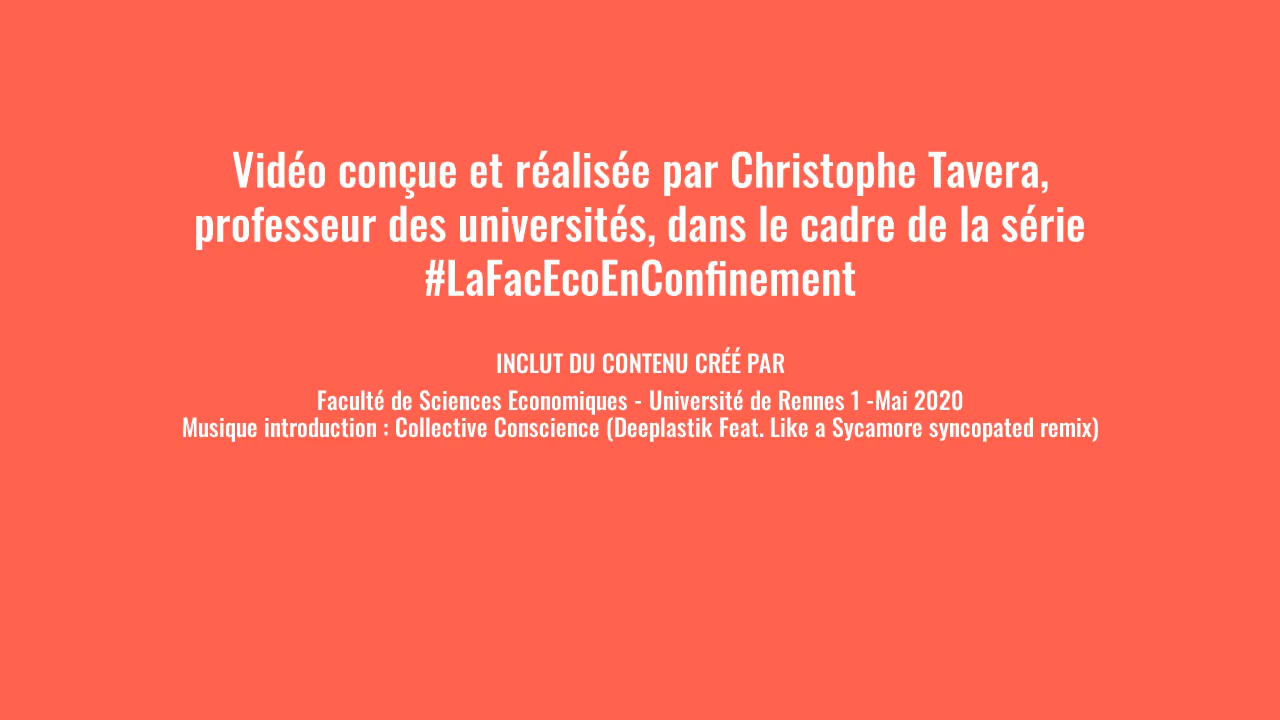 Vidéo conçue et réalisée par Christophe Tavera,
professeur des universités, dans le cadre de la série
#LaFacEcoEnConfinement
INCLUT DU CONTENU CRÉÉ PAR
Faculté de Sciences Economiques - Université de Rennes 1 -Mai 2020
Musique introduction : Collective Conscience (Deeplastik Feat. Like a Sycamore syncopated remix)